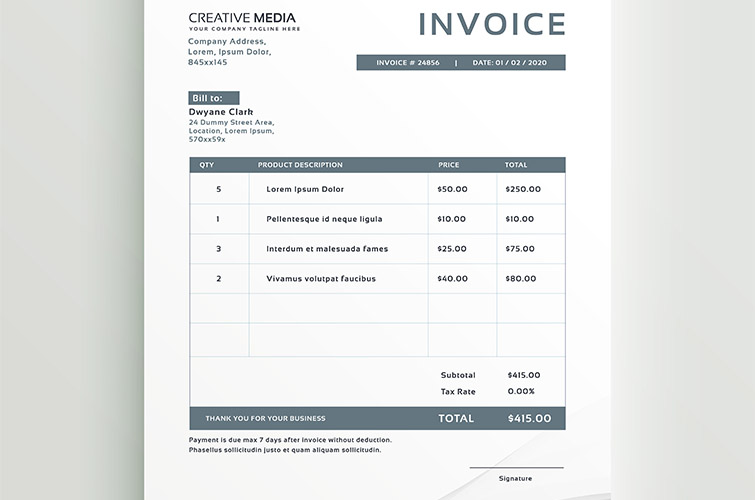 CREATIVE MEDIA
YOUR COMPANY TAGLINE HERE
Company Address,
Lorem, Ipsum Dolor,
845xx145
INVOICE
INVOICE # 24856 | DATE: 01 / 02 / 2020
Bill to:
Dwyane Clark
24 Dummy Street Area,
Location, Lorem Ipsum,
570xx59x
QTY PRODUCT DESCRIPTION PRICE TOTAL
5 Lorem Ipsum Dolor $50.00 $250.00
1 Pellentesque id neque ligula $10.00 $10.00
3 Interdum et malesuada fames $25.00 $75.00
2 Vivamus volutpat faucibus $40.00 $80.00
Subtotal $415.00
Tax Rate 0.00%
THANK YOU FOR YOUR BUSINESS TOTAL $415.00
Payment is due max 7 days after invoice without deduction.
Phasellus sollicitudin justo et quam aliquam sollicitudin.
Signature